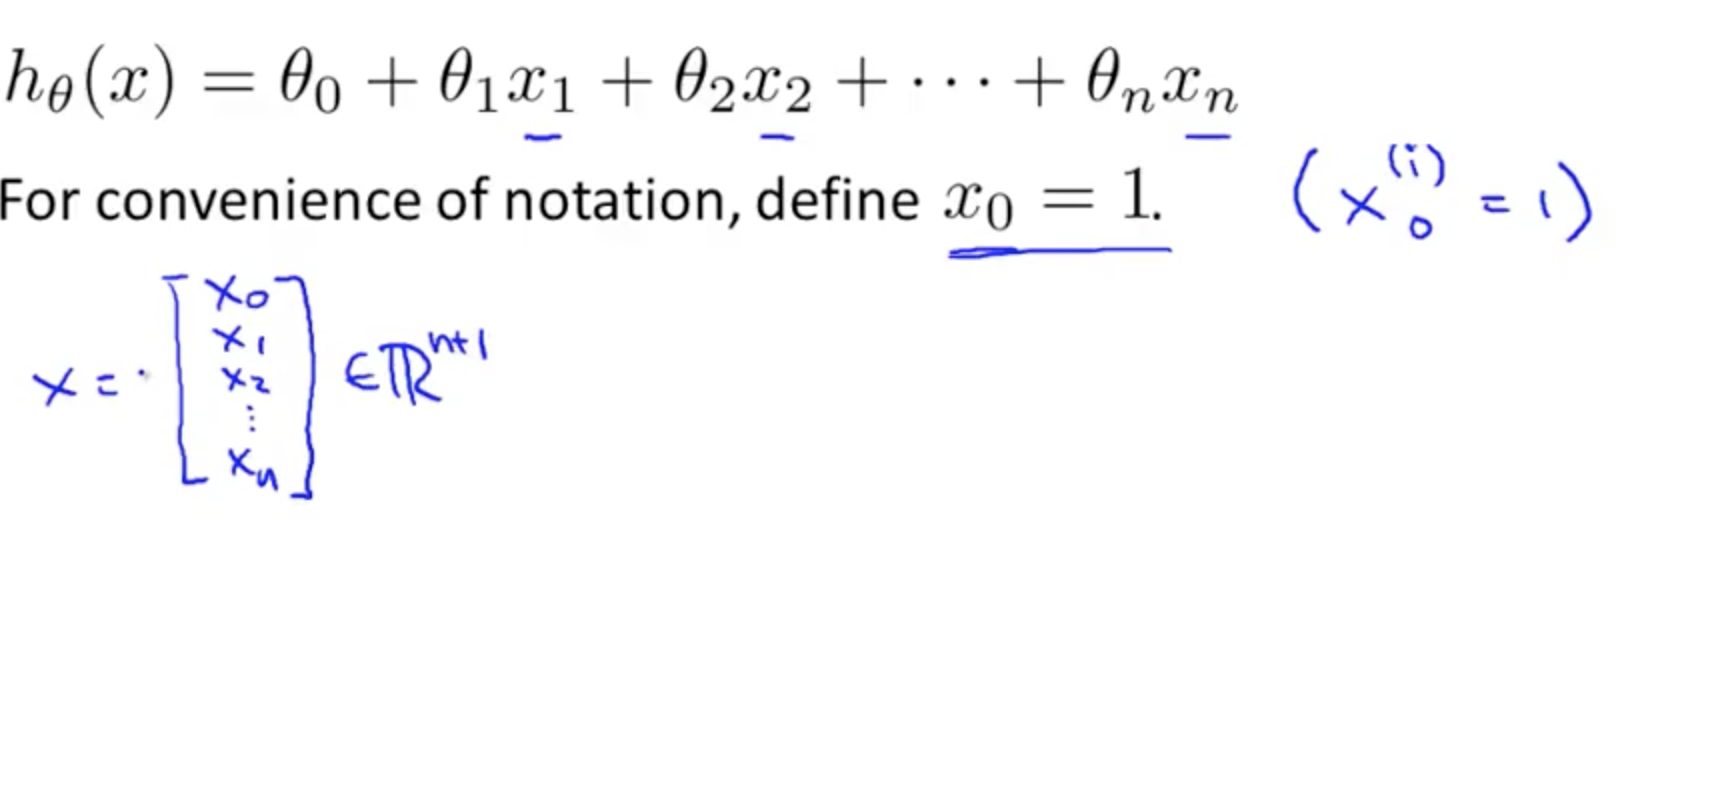 hθ(x) = θ₀ + θ₁x₁ + θ₂x₂ + ⋯ + θₙxₙ
For convenience of notation, define x₀ = 1. (x₀⁽ⁱ⁾ = 1)
x = [x₀
x₁
x₂
⋮
xₙ] ∈ ℝⁿ⁺¹